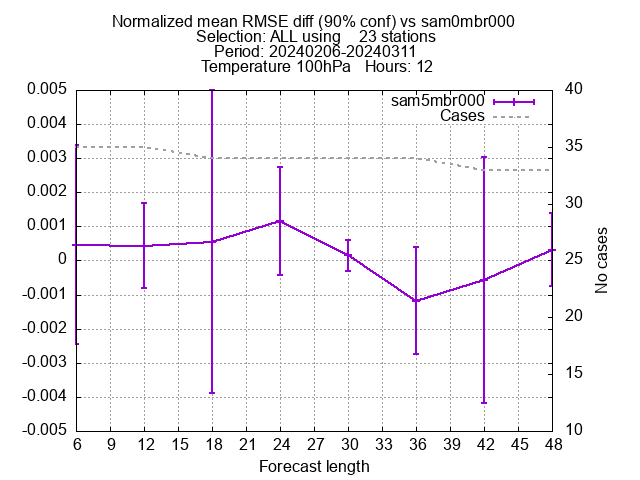 Normalized mean RMSE diff (90% conf) vs sam0mbr000
Selection: ALL using    23 stations
Period: 20240206-20240311
Temperature 100hPa   Hours: 12
sam5mbr000
Cases
0.005
0.004
0.003
0.002
0.001
0
-0.001
-0.002
-0.003
-0.004
-0.005
40
35
30
25
20
15
10
No cases
6 9 12 15 18 21 24 27 30 33 36 39 42 45 48
Forecast length